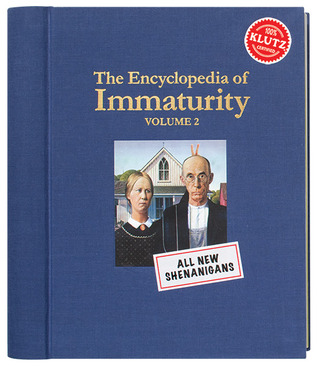 100%
KLUTZ
CERTIFIED
The Encyclopedia of
Immaturity
VOLUME 2
ALL NEW
SHENANIGANS